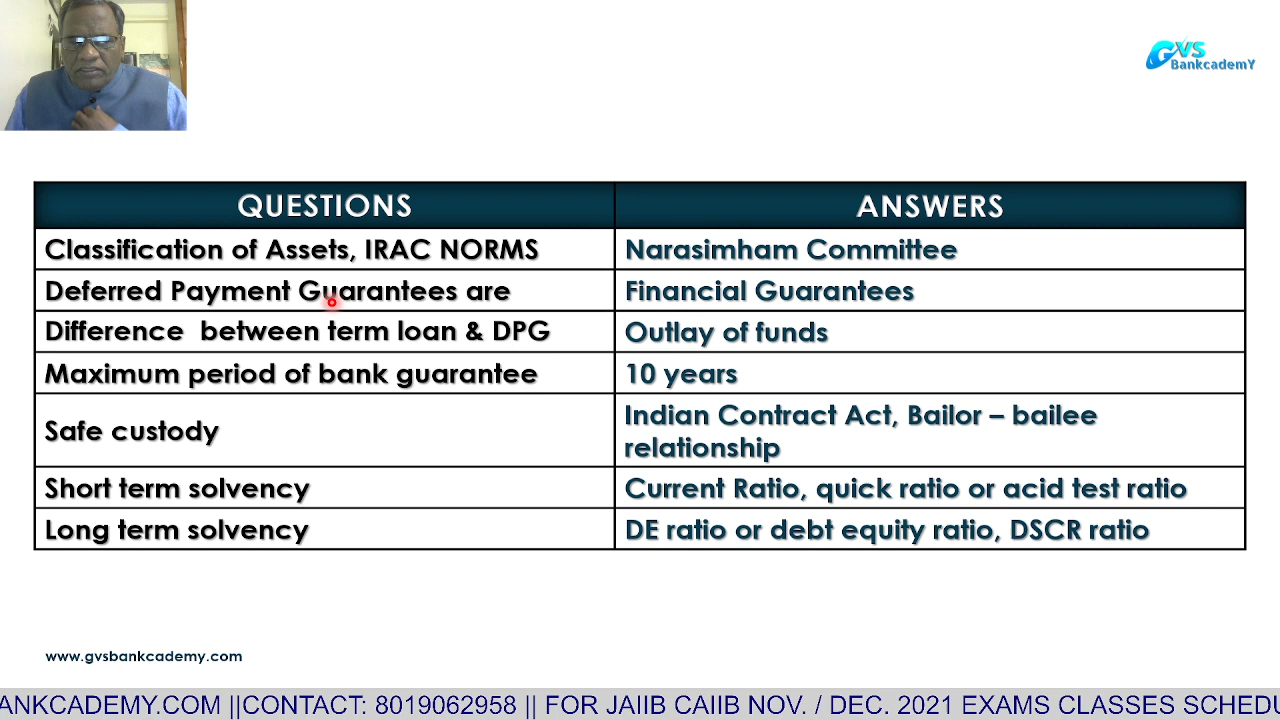 GVS
BankcademY
QUESTIONS
ANSWERS
Classification of Assets, IRAC NORMS
Narasimham Committee
Deferred Payment Guarantees are
Financial Guarantees
Difference between term loan & DPG
Outlay of funds
Maximum period of bank guarantee
10 years
Safe custody
Indian Contract Act, Bailor – bailee
relationship
Short term solvency
Current Ratio, quick ratio or acid test ratio
Long term solvency
DE ratio or debt equity ratio, DSCR ratio
www.gvsbankcademy.com
ANKCADEMY.COM ||CONTACT: 8019062958 || FOR JAIIB CAIIB NOV. / DEC. 2021 EXAMS CLASSES SCHEDU